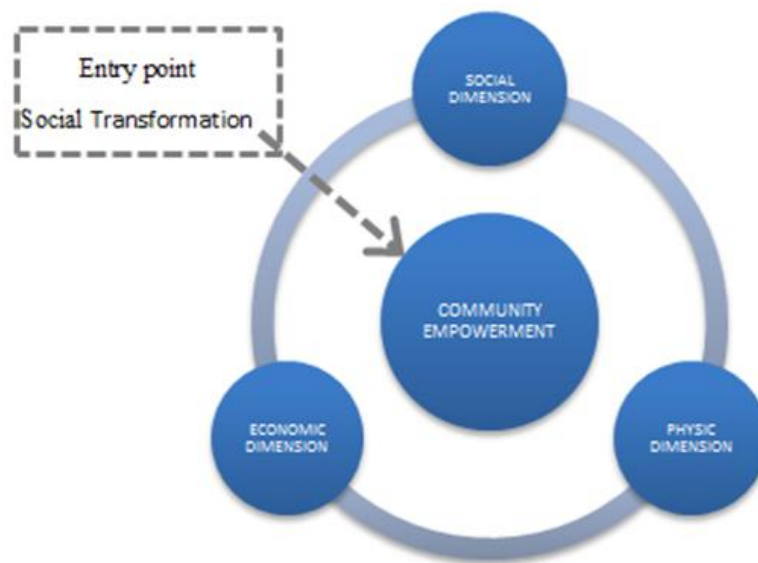 Entry point
Social Transformation
SOCIAL
DIMENSION
COMMUNITY
EMPOWERMENT
ECONOMIC
DIMENSION
PHYSIC
DIMENSION